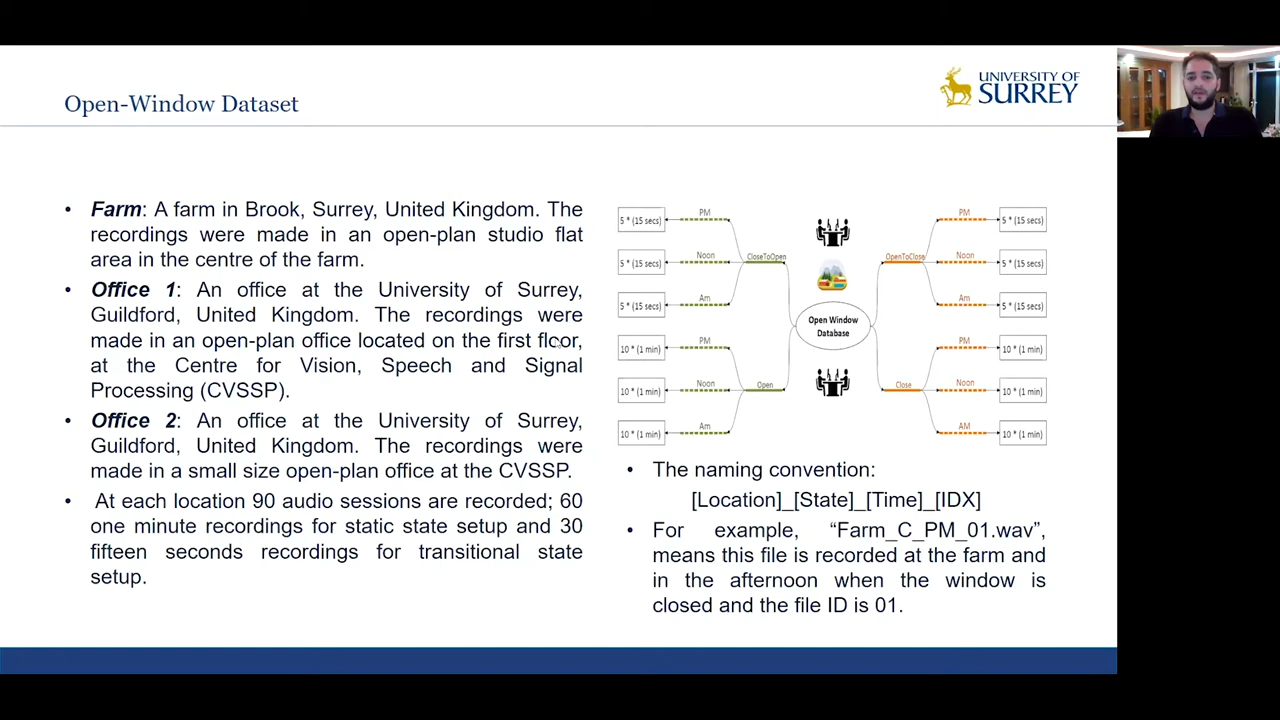 Open-Window Dataset
UNIVERSITY OF
SURREY
• Farm: A farm in Brook, Surrey, United Kingdom. The
recordings were made in an open-plan studio flat
area in the centre of the farm.
• Office 1: An office at the University of Surrey,
Guildford, United Kingdom. The recordings were
made in an open-plan office located on the first floor,
at the Centre for Vision, Speech and Signal
Processing (CVSSP).
• Office 2: An office at the University of Surrey,
Guildford, United Kingdom. The recordings were
made in a small size open-plan office at the CVSSP.
• At each location 90 audio sessions are recorded; 60
one minute recordings for static state setup and 30
fifteen seconds recordings for transitional state
setup.
5 * (15 secs)
PM
5 * (15 secs)
Noon
CloseToOpen
5 * (15 secs)
Am
10 * (1 min)
PM
10 * (1 min)
Noon
Open
10 * (1 min)
Am
Open Window
Database
PM
5 * (15 secs)
OpenToClose
Noon
5 * (15 secs)
Am
5 * (15 secs)
PM
10 * (1 min)
Close
Noon
10 * (1 min)
AM
10 * (1 min)
• The naming convention:
[Location]_[State]_[Time]_[IDX]
• For example, “Farm_C_PM_01.wav”,
means this file is recorded at the farm and
in the afternoon when the window is
closed and the file ID is 01.